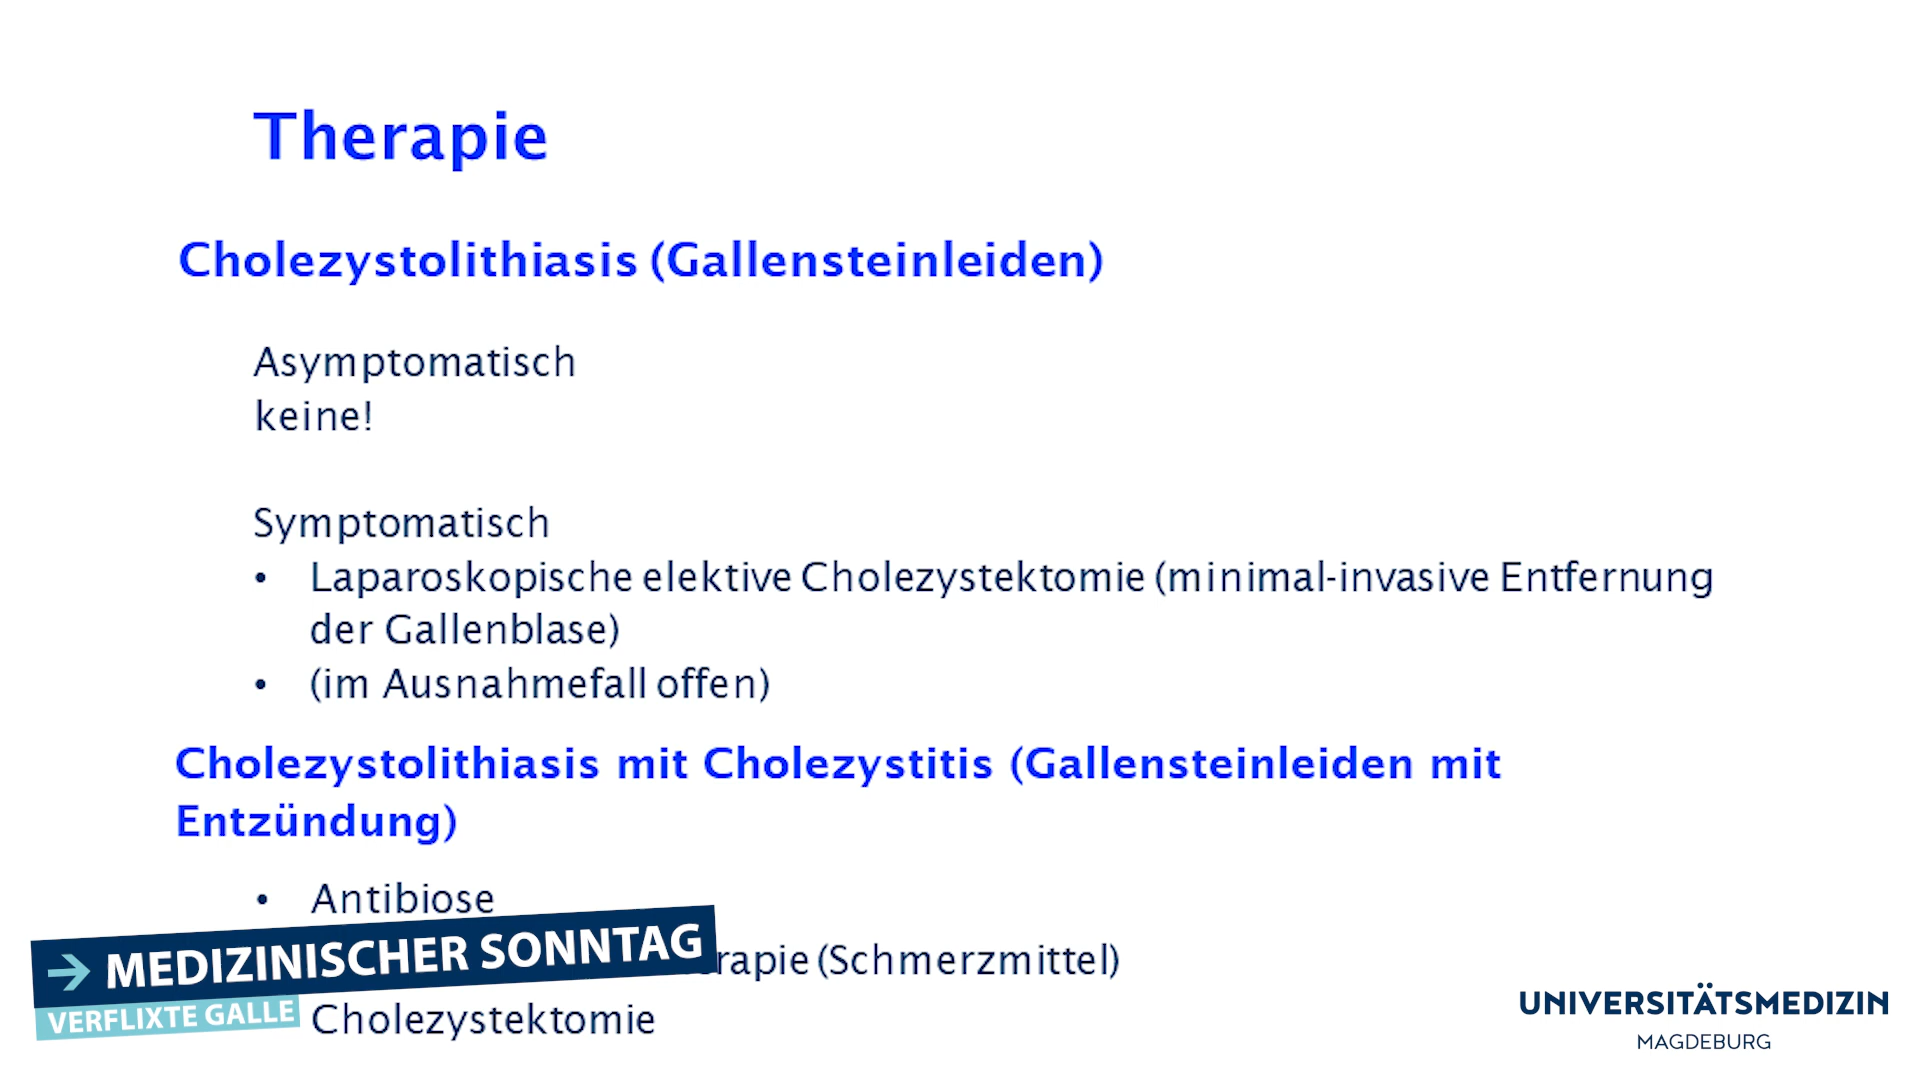 Therapie
Cholezystolithiasis (Gallensteinleiden)
Asymptomatisch
keine!
Symptomatisch
• Laparoskopische elektive Cholezystektomie (minimal-invasive Entfernung
der Gallenblase)
• (im Ausnahmefall offen)
Cholezystolithiasis mit Cholezystitis (Gallensteinleiden mit
Entzündung)
• Antibiose
(Schmerzmittel)
Cholezystektomie
→ MEDIZINISCHER SONNTAG
VERFLIXTE GALLE
UNIVERSITÄTSMEDIZIN
MAGDEBURG